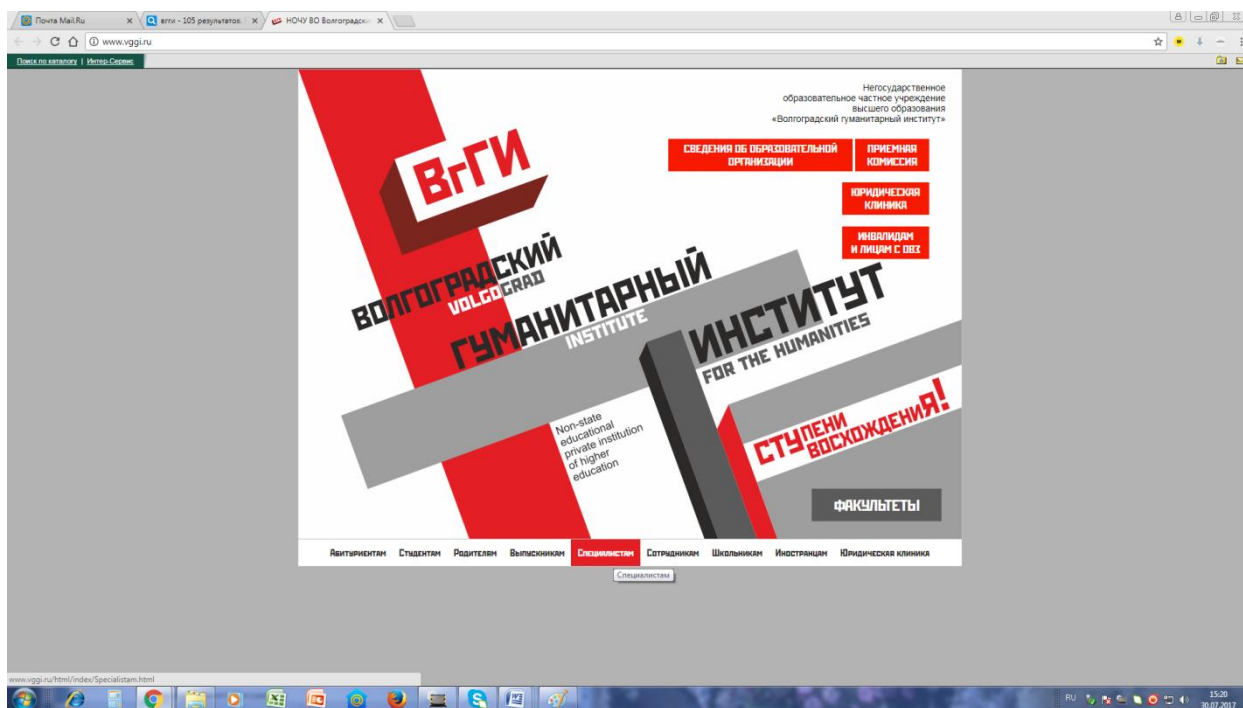 Почта Mail.Ru
вгги - 105 результатов.
НОЧУ ВО Волгоградски
www.vggi.ru
Поиск по каталогу | Интер-Сервис
Негосударственное
образовательное частное учреждение
высшего образования
«Волгоградский гуманитарный институт»
СВЕДЕНИЯ ОБ ОБРАЗОВАТЕЛЬНОЙ
ОРГАНИЗАЦИИ
ПРИЕМНАЯ
КОМИССИЯ
ЮРИДИЧЕСКАЯ
КЛИНИКА
ИНВАЛИДАМ
И ЛИЦАМ С ОВЗ
ВгГИ
ВОЛГОГРАДСКИЙ
VOLGOGRAD
ГУМАНИТАРНЫЙ
INSTITUTE
ИНСТИТУТ
FOR THE HUMANITIES
Non-state
educational
private institution
of higher
education
СТУПЕНИ
ВОСХОЖДЕНИЯ!
ФАКУЛЬТЕТЫ
Абитуриентам Студентам Родителям Выпускникам Специалистам Сотрудникам Школьникам Иностранцам Юридическая клиника
Специалистам
www.vggi.ru/html/index/Specialistam.html
RU
15:20
30.07.2017